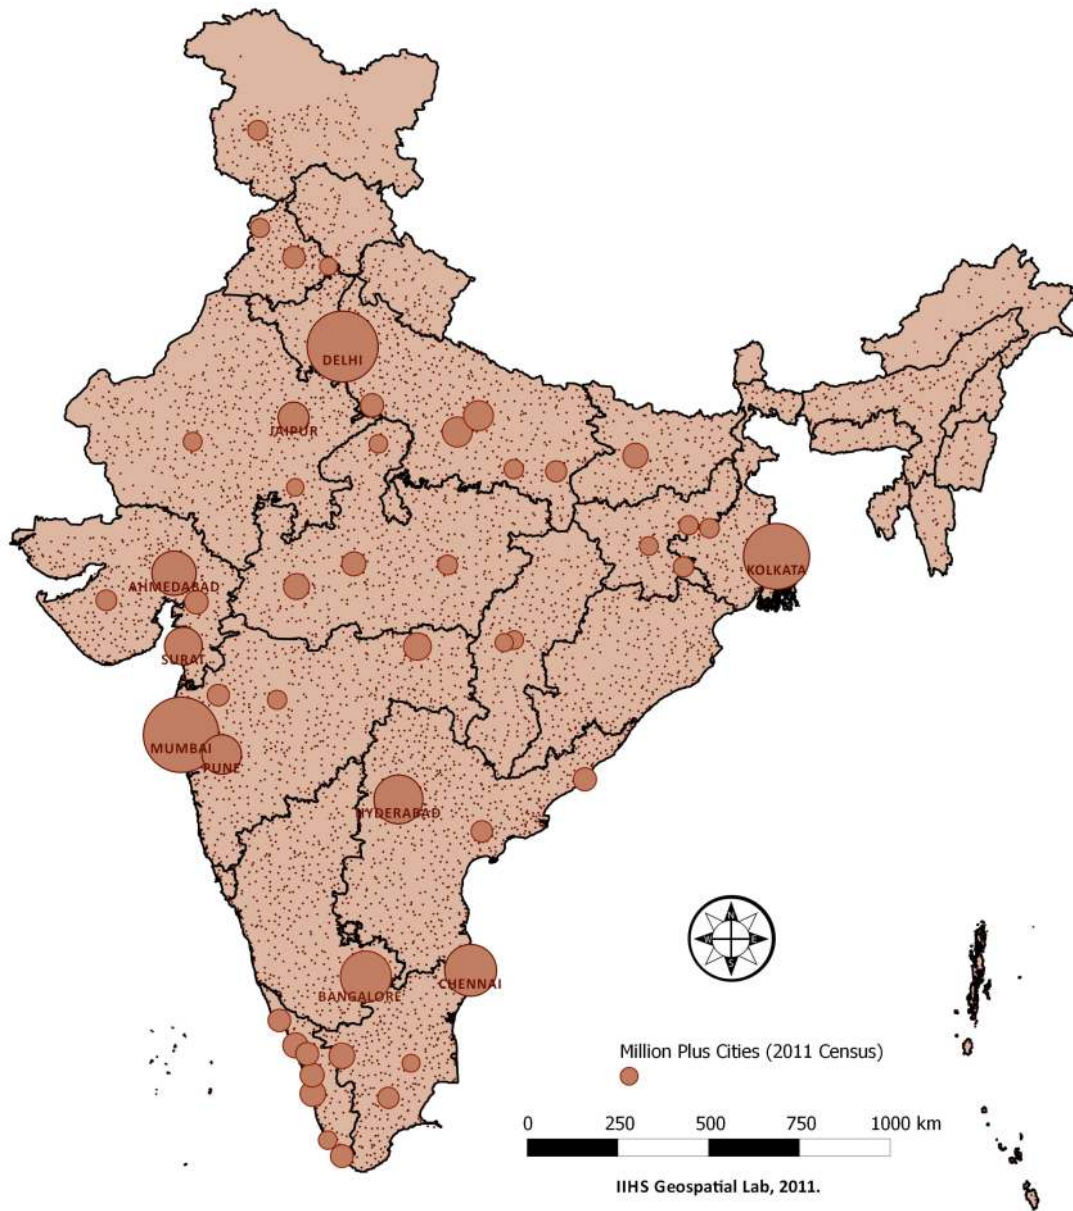 DELHI
JAIPUR
AHMEDABAD
KOLKATA
SURAT
MUMBAI
PUNE
HYDERABAD
N
W E
S
BANGALORE
CHENNAI
Million Plus Cities (2011 Census)
0 250 500 750 1000 km
IIHS Geospatial Lab, 2011.